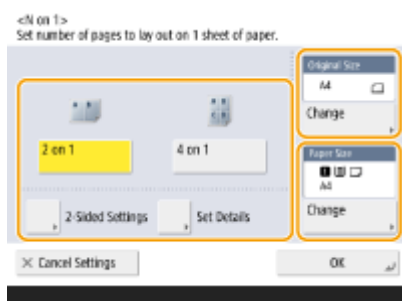 <N on 1>
Set number of pages to lay out on 1 sheet of paper.
Original Size
A4
Change
2 on 1
4 on 1
Paper Size
1
A4
Change
2-Sided Settings
Set Details
× Cancel Settings
OK